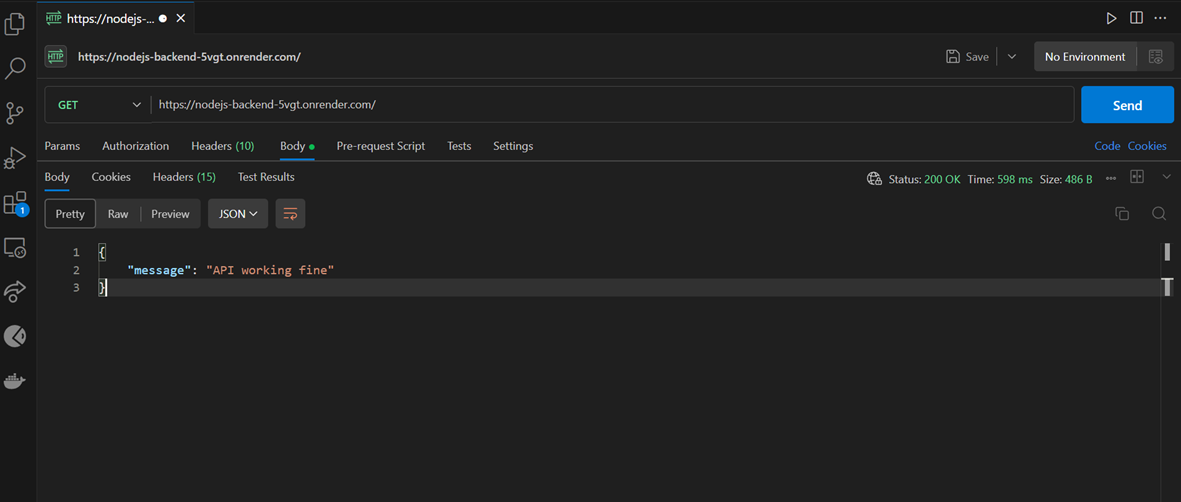 HTTP https://nodejs-...
HTTP https://nodejs-backend-5vgt.onrender.com/ Save No Environment
GET https://nodejs-backend-5vgt.onrender.com/ Send
Params Authorization Headers (10) Body Pre-request Script Tests Settings Code Cookies
Body Cookies Headers (15) Test Results Status: 200 OK Time: 598 ms Size: 486 B
Pretty Raw Preview JSON
1 {
2 "message": "API working fine"
3 }
1